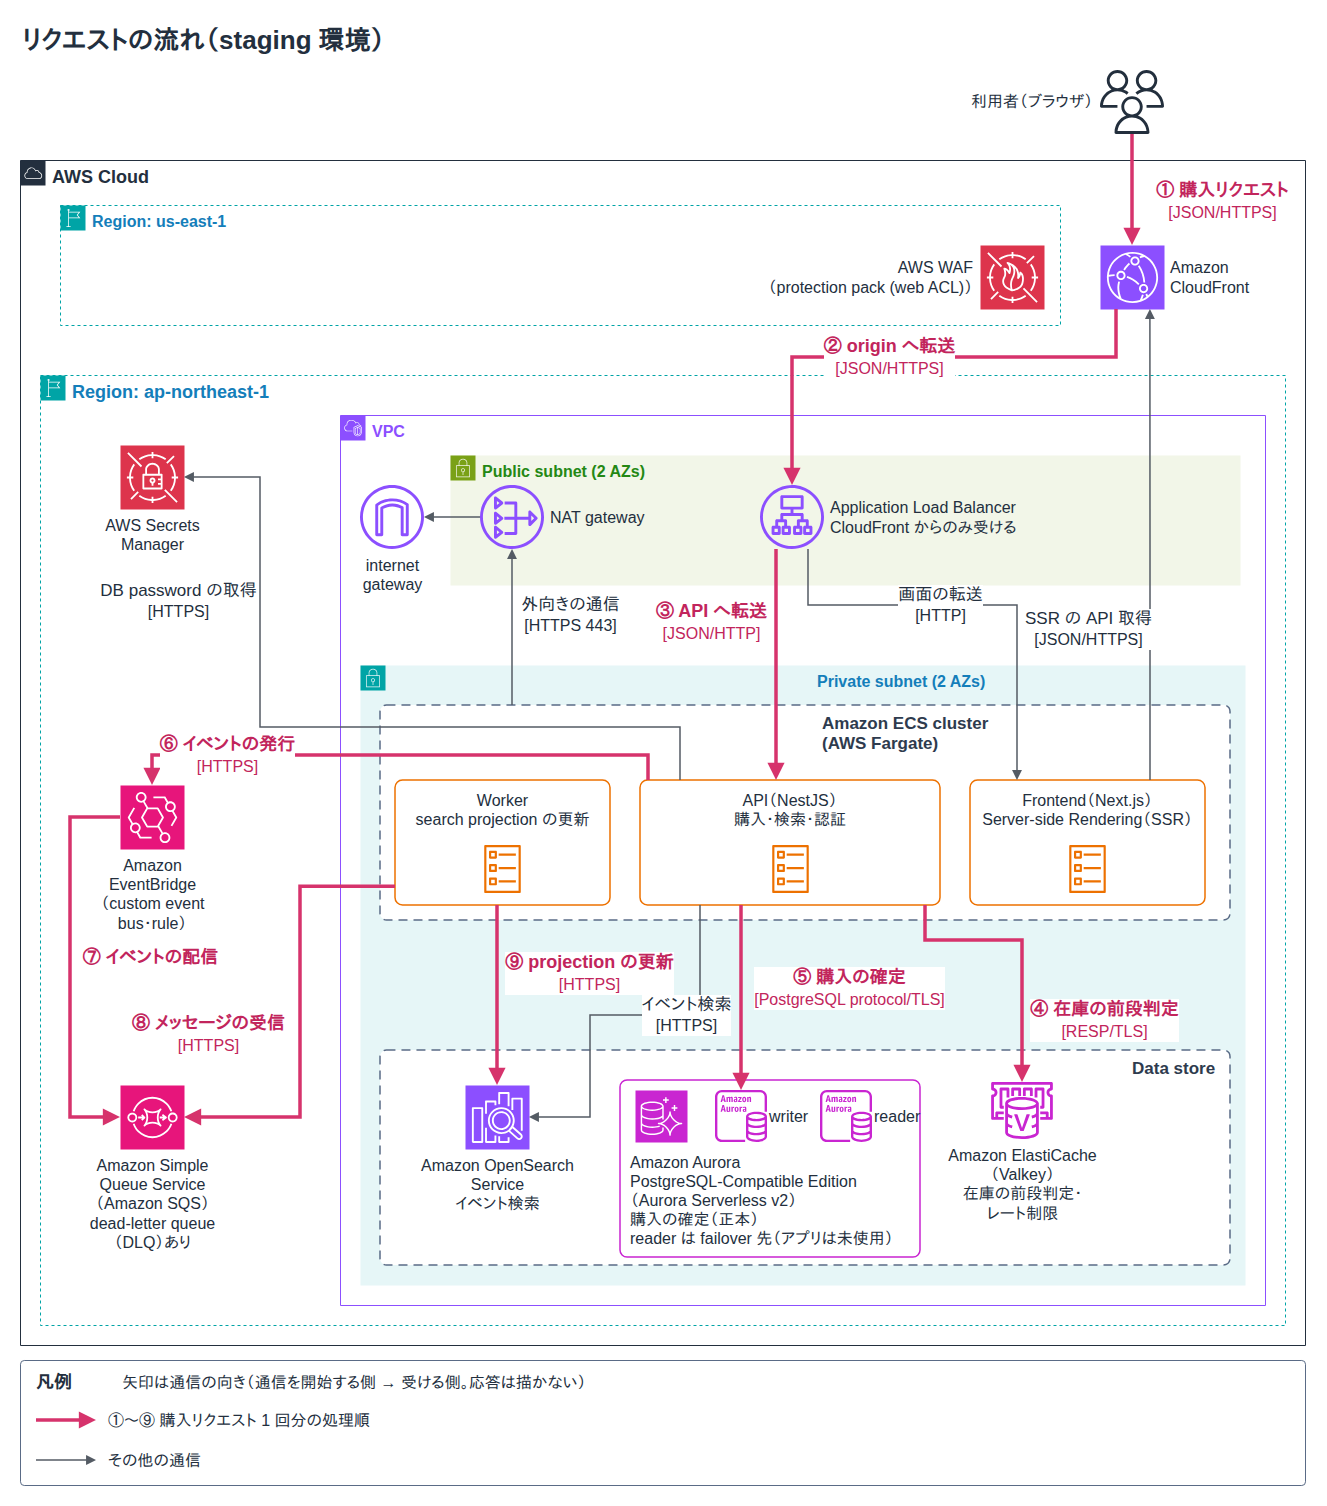 リクエストの流れ（staging 環境）
利用者（ブラウザ）
AWS Cloud
① 購入リクエスト
[JSON/HTTPS]
Region: us-east-1
AWS WAF
（protection pack (web ACL)）
Amazon
CloudFront
② origin へ転送
[JSON/HTTPS]
Region: ap-northeast-1
VPC
Public subnet (2 AZs)
AWS Secrets
Manager
internet
gateway
NAT gateway
Application Load Balancer
CloudFront からのみ受ける
DB password の取得
[HTTPS]
外向きの通信
[HTTPS 443]
③ API へ転送
[JSON/HTTP]
画面の転送
[HTTP]
SSR の API 取得
[JSON/HTTPS]
Private subnet (2 AZs)
Amazon ECS cluster
(AWS Fargate)
⑥ イベントの発行
[HTTPS]
Worker
search projection の更新
API（NestJS）
購入・検索・認証
Frontend（Next.js）
Server-side Rendering（SSR）
Amazon
EventBridge
（custom event
bus・rule）
⑦ イベントの配信
⑧ メッセージの受信
[HTTPS]
⑨ projection の更新
[HTTPS]
イベント検索
[HTTPS]
⑤ 購入の確定
[PostgreSQL protocol/TLS]
④ 在庫の前段判定
[RESP/TLS]
Data store
Amazon Simple
Queue Service
（Amazon SQS）
dead-letter queue
（DLQ）あり
Amazon OpenSearch
Service
イベント検索
Amazon
Aurora
writer
Amazon
Aurora
reader
Amazon Aurora
PostgreSQL-Compatible Edition
（Aurora Serverless v2）
購入の確定（正本）
reader は failover 先（アプリは未使用）
V
Amazon ElastiCache
（Valkey）
在庫の前段判定・
レート制限
凡例
矢印は通信の向き（通信を開始する側 → 受ける側。応答は描かない）
①〜⑨ 購入リクエスト 1 回分の処理順
その他の通信